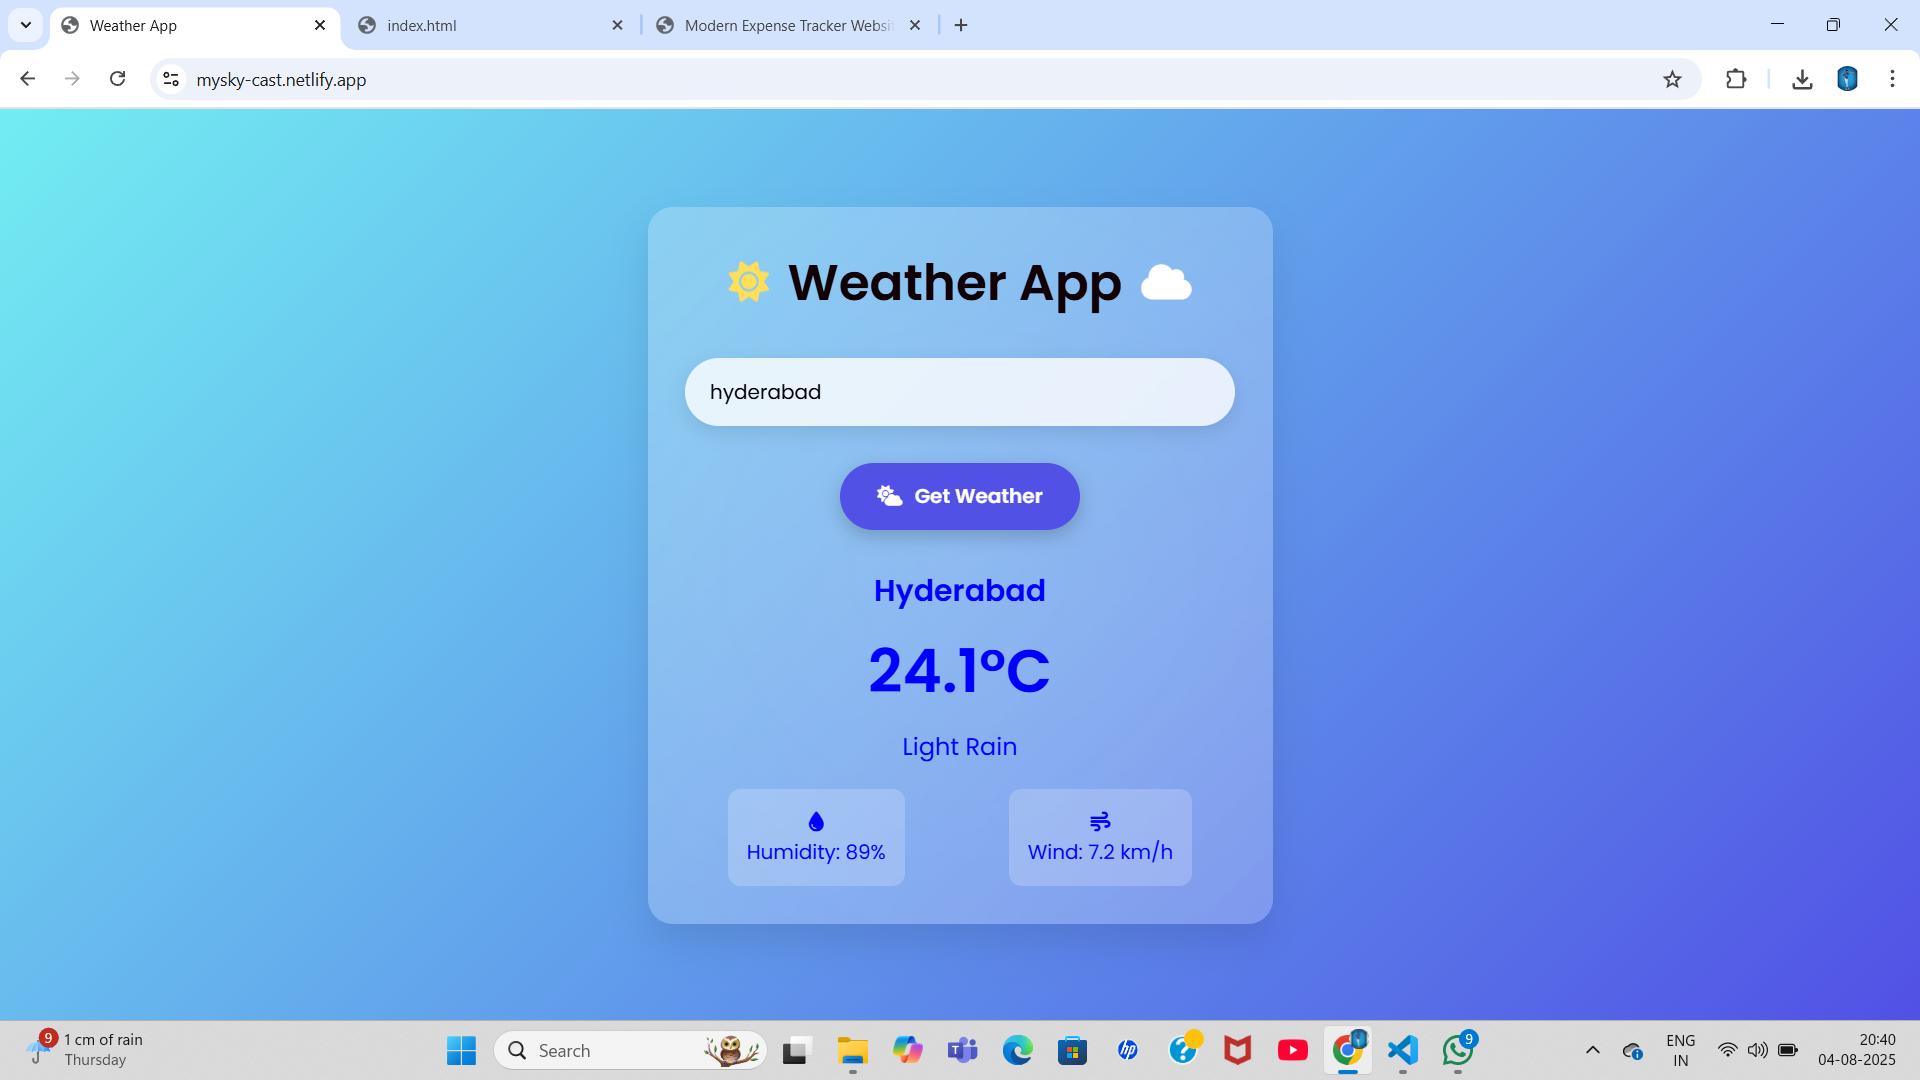 Weather App
index.html
Modern Expense Tracker Websi
mysky-cast.netlify.app
Weather App
hyderabad
Get Weather
Hyderabad
24.1°C
Light Rain
Humidity: 89%
Wind: 7.2 km/h
9
1 cm of rain
Thursday
Search
9
ENG
IN
20:40
04-08-2025